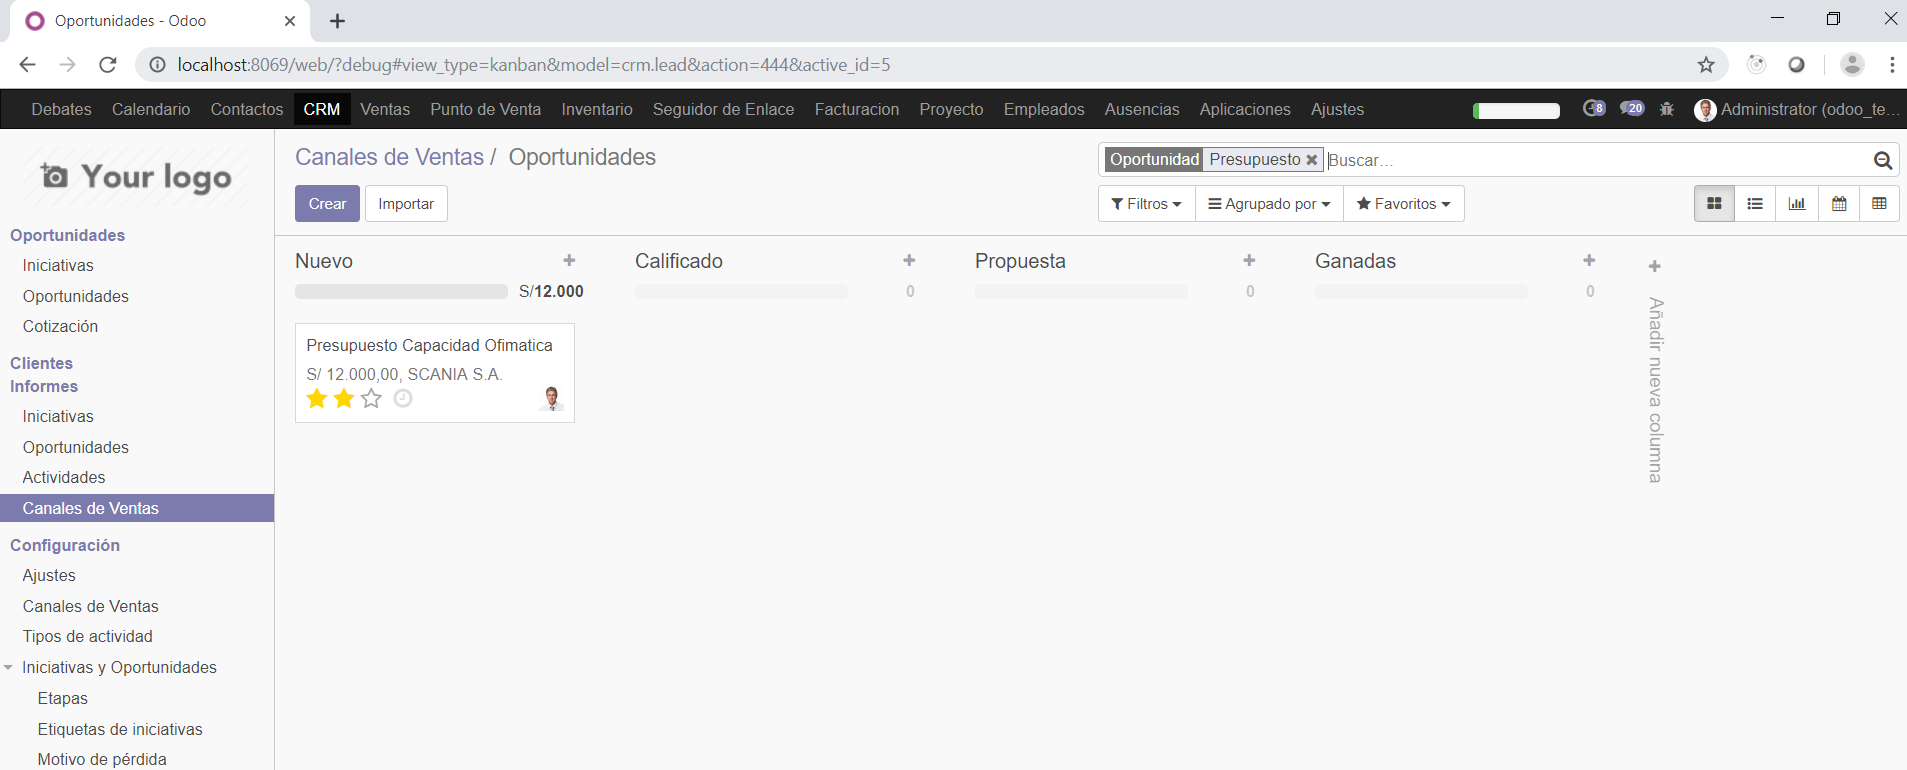 Oportunidades - Odoo
localhost:8069/web/?debug#view_type=kanban&model=crm.lead&action=444&active_id=5
Debates Calendario Contactos CRM Ventas Punto de Venta Inventario Seguidor de Enlace Facturacion Proyecto Empleados Ausencias Aplicaciones Ajustes 8 20 Administrator (odoo_te...
Your logo
Oportunidades
Iniciativas
Oportunidades
Cotización
Clientes
Informes
Iniciativas
Oportunidades
Actividades
Canales de Ventas
Configuración
Ajustes
Canales de Ventas
Tipos de actividad
Iniciativas y Oportunidades
Etapas
Etiquetas de iniciativas
Motivo de pérdida
Canales de Ventas / Oportunidades
Oportunidad Presupuesto Buscar...
Crear Importar
Filtros Agrupado por Favoritos
Nuevo
S/12.000
Presupuesto Capacidad Ofimatica
S/ 12.000,00, SCANIA S.A.
Calificado
0
Propuesta
0
Ganadas
0
Añadir nueva columna